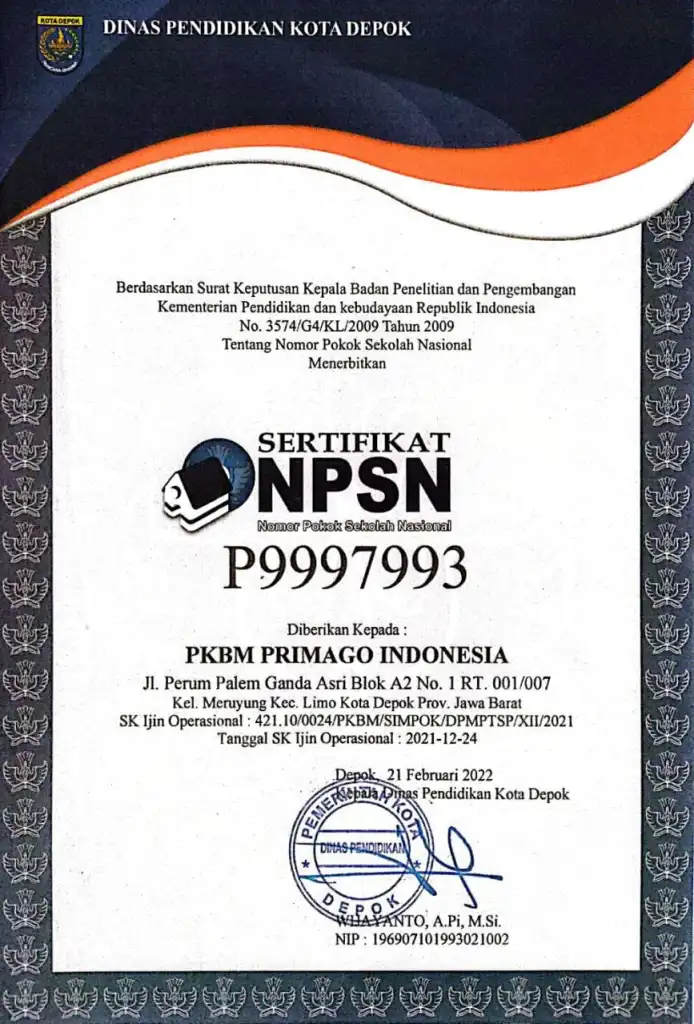 KOTA DEPOK
DINAS PENDIDIKAN KOTA DEPOK
Berdasarkan Surat Keputusan Kepala Badan Penelitian dan Pengembangan
Kementerian Pendidikan dan kebudayaan Republik Indonesia
No. 3574/G4/KL/2009 Tahun 2009
Tentang Nomor Pokok Sekolah Nasional
Menerbitkan
SERTIFIKAT
NPSN
Nomor Pokok Sekolah Nasional
P9997993
Diberikan Kepada :
PKBM PRIMAGO INDONESIA
Jl. Perum Palem Ganda Asri Blok A2 No. 1 RT. 001/007
Kel. Meruyung Kec. Limo Kota Depok Prov. Jawa Barat
SK Ijin Operasional : 421.10/0024/PKBM/SIMPOK/DPMPTSP/XII/2021
Tanggal SK Ijin Operasional : 2021-12-24
Depok, 21 Februari 2022
Kepala Dinas Pendidikan Kota Depok
PEMERINTAH KOTA
DINAS PENDIDIKAN
DEPOK
WIJAYANTO, A.Pi, M.Si.
NIP : 196907101993021002